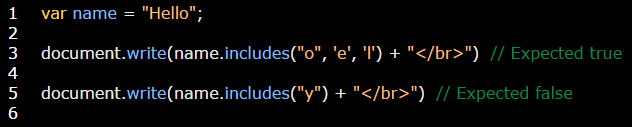 1 var name = "Hello";
2
3 document.write(name.includes("o", 'e', 'l') + "</br>") // Expected true
4
5 document.write(name.includes("y") + "</br>") // Expected false
6